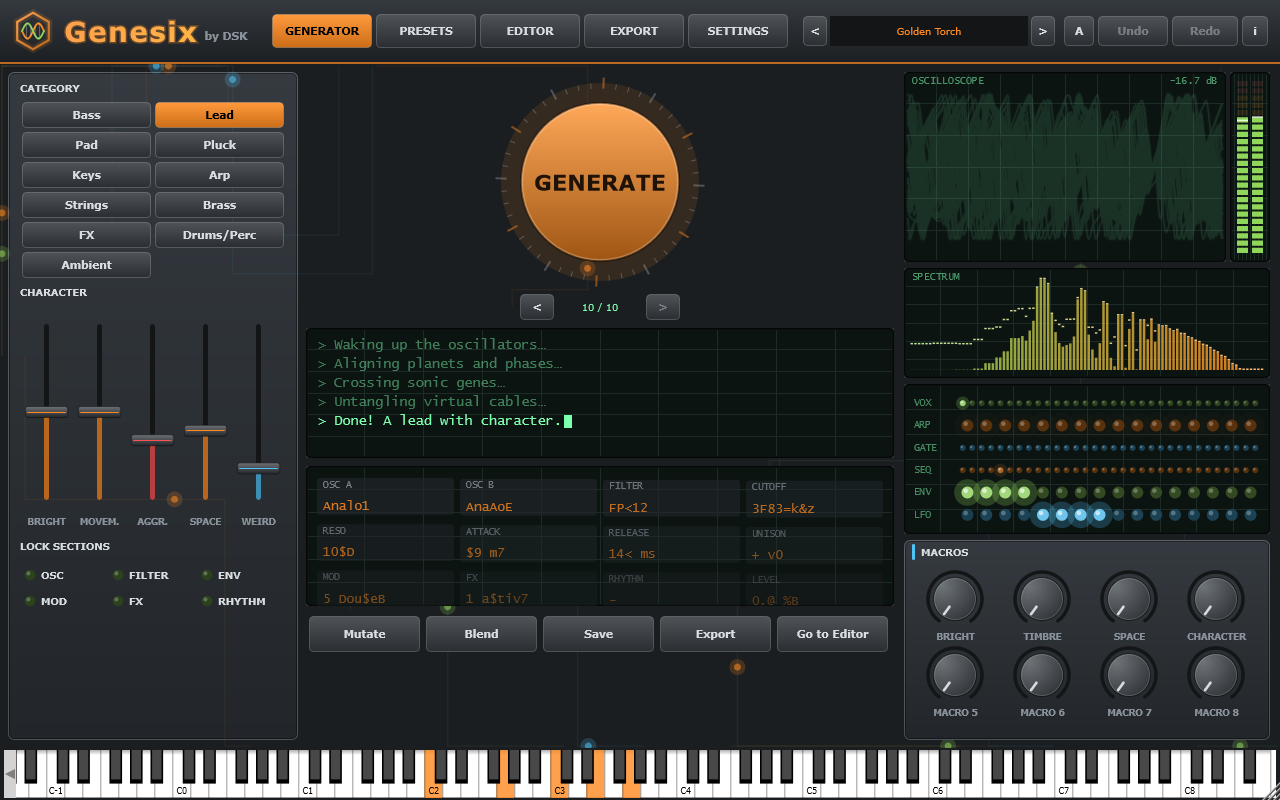 Genesix by DSK
GENERATOR PRESETS EDITOR EXPORT SETTINGS
< Golden Torch > A Undo Redo i
CATEGORY
Bass Lead
Pad Pluck
Keys Arp
Strings Brass
FX Drums/Perc
Ambient
CHARACTER
BRIGHT MOVEM. AGGR. SPACE WEIRD
LOCK SECTIONS
OSC FILTER ENV
MOD FX RHYTHM
GENERATE
< 10 / 10 >
> Waking up the oscillators…
> Aligning planets and phases…
> Crossing sonic genes…
> Untangling virtual cables…
> Done! A lead with character.
OSC A OSC B FILTER CUTOFF
Analo1 AnaAoE FP<12 3F83=k&z
RESO ATTACK RELEASE UNISON
10$D $9 m7 14< ms + v0
MOD FX RHYTHM LEVEL
5 Dou$eB 1 a$tiv7 – 0.@ %B
Mutate Blend Save Export Go to Editor
OSCILLOSCOPE -16.7 dB
SPECTRUM
VOX
ARP
GATE
SEQ
ENV
LFO
MACROS
BRIGHT TIMBRE SPACE CHARACTER
MACRO 5 MACRO 6 MACRO 7 MACRO 8
C-1 C0 C1 C2 C3 C4 C5 C6 C7 C8